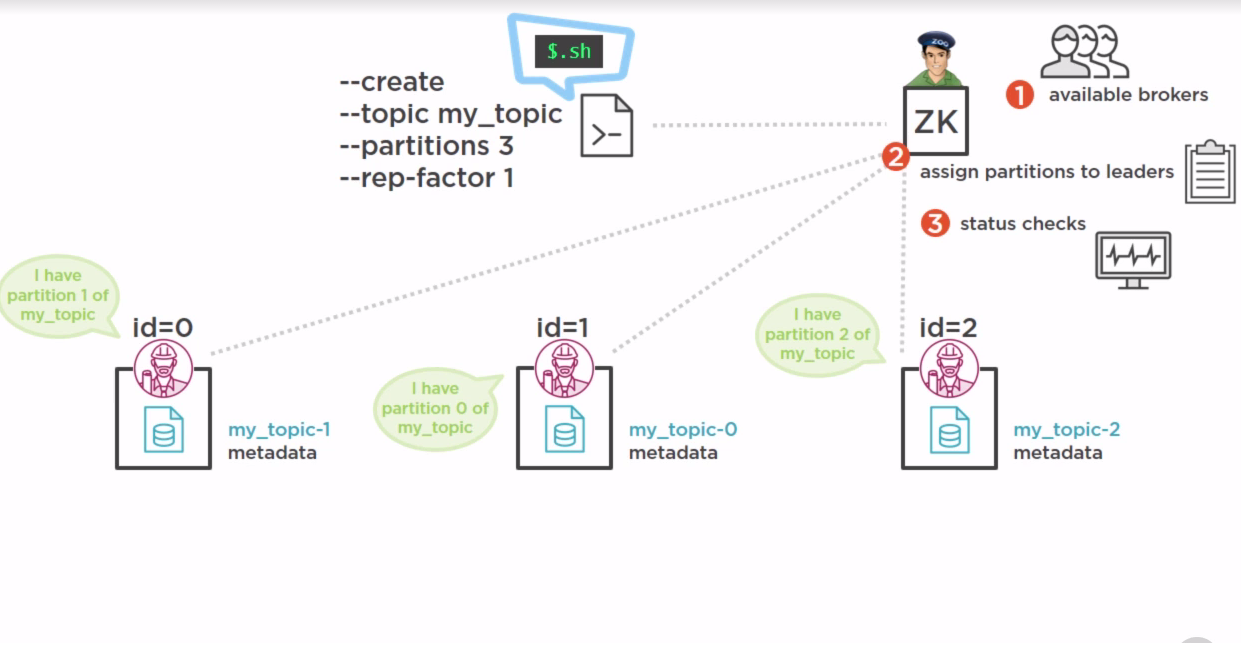 $.sh
--create
--topic my_topic
--partitions 3
--rep-factor 1
>-
ZOO
ZK
1 available brokers
2 assign partitions to leaders
3 status checks
I have
partition 1 of
my_topic
id=0
my_topic-1
metadata
I have
partition 0 of
my_topic
id=1
my_topic-0
metadata
I have
partition 2 of
my_topic
id=2
my_topic-2
metadata